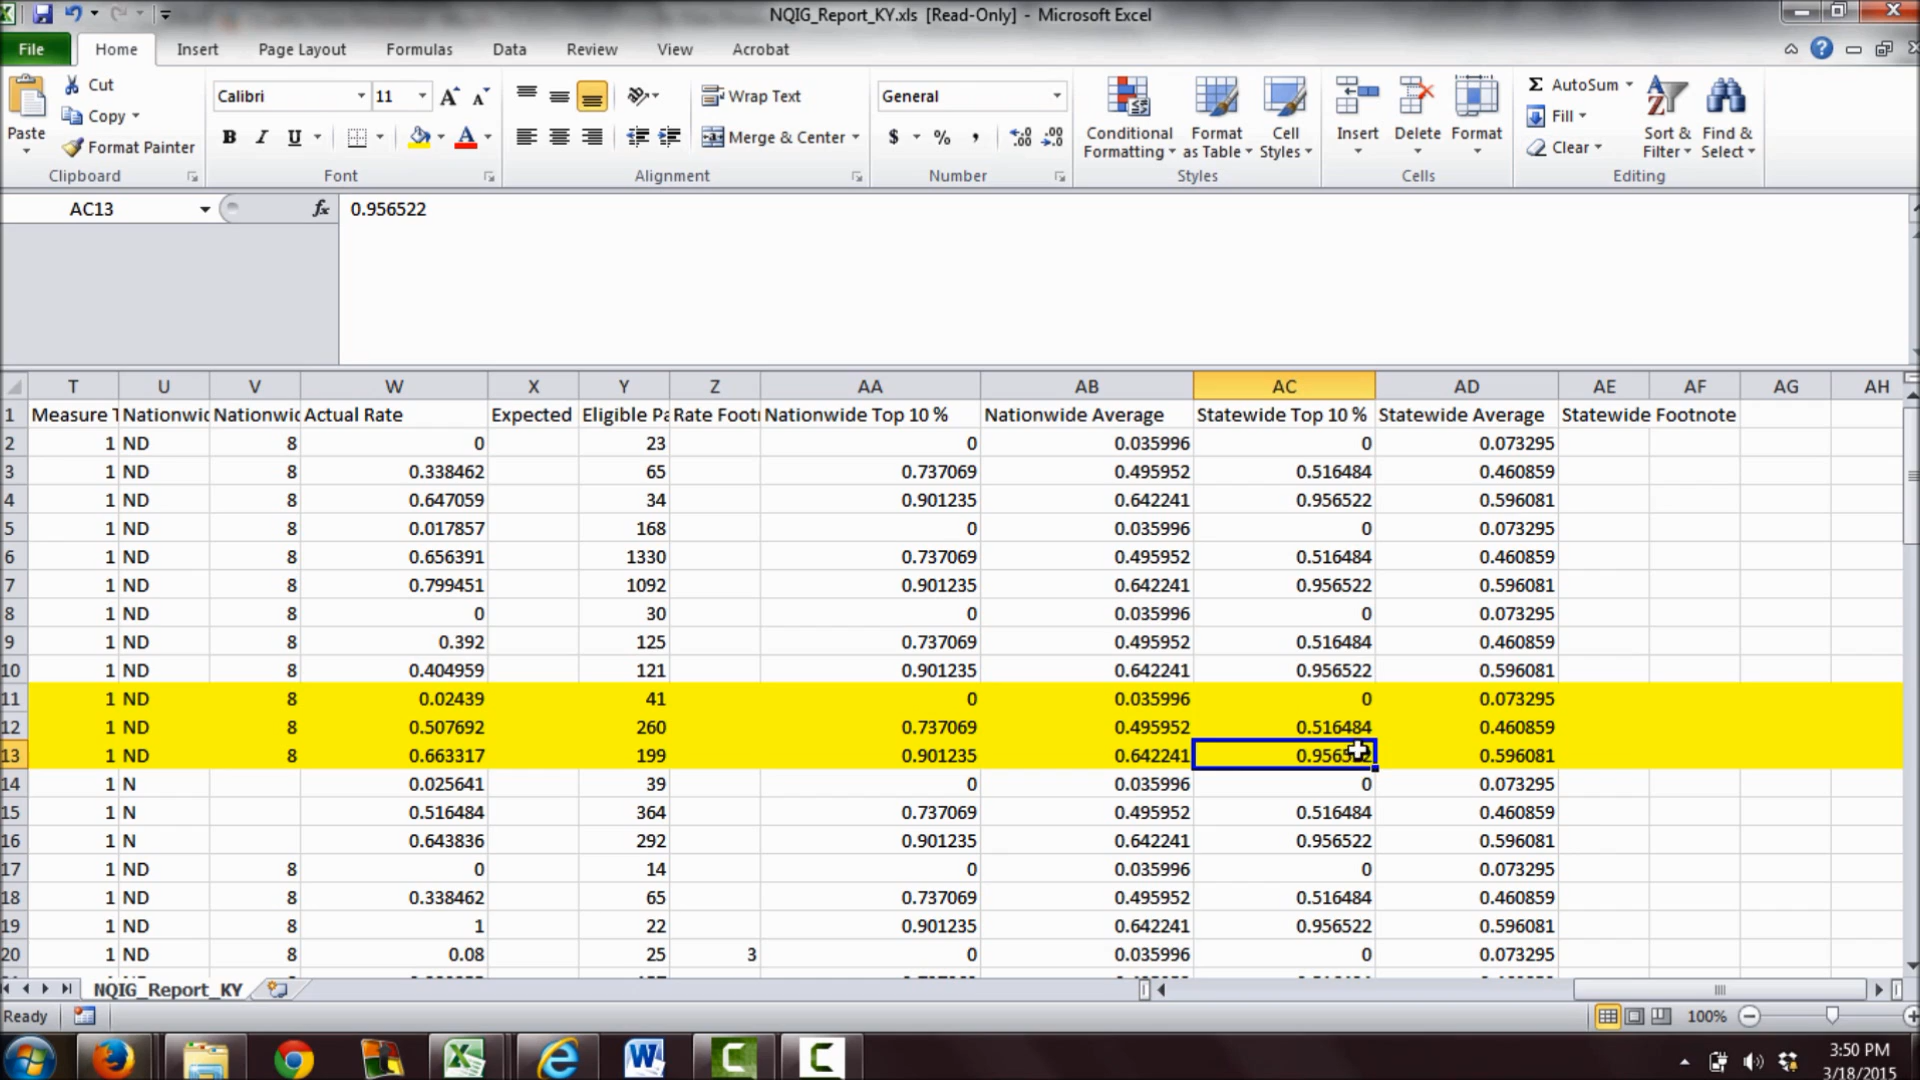 NQIG_Report_KY.xls [Read-Only] - Microsoft Excel
File Home Insert Page Layout Formulas Data Review View Acrobat
Cut
Copy
Format Painter
Paste
Clipboard
Calibri 11
B I U
Font
Wrap Text
Merge & Center
Alignment
General
$ % ,
Number
Conditional Formatting
Format as Table
Cell Styles
Styles
Insert Delete Format
Cells
Σ AutoSum
Fill
Clear
Sort & Filter
Find & Select
Editing
AC13 fx 0.956522
T U V W X Y Z AA AB AC AD AE AF AG AH
1 Measure Nationwi Nationwi Actual Rate Expected Eligible Pa Rate Foot Nationwide Top 10 % Nationwide Average Statewide Top 10 % Statewide Average Statewide Footnote
2 1 ND 8 0 23 0 0.035996 0 0.073295
3 1 ND 8 0.338462 65 0.737069 0.495952 0.516484 0.460859
4 1 ND 8 0.647059 34 0.901235 0.642241 0.956522 0.596081
5 1 ND 8 0.017857 168 0 0.035996 0 0.073295
6 1 ND 8 0.656391 1330 0.737069 0.495952 0.516484 0.460859
7 1 ND 8 0.799451 1092 0.901235 0.642241 0.956522 0.596081
8 1 ND 8 0 30 0 0.035996 0 0.073295
9 1 ND 8 0.392 125 0.737069 0.495952 0.516484 0.460859
10 1 ND 8 0.404959 121 0.901235 0.642241 0.956522 0.596081
11 1 ND 8 0.02439 41 0 0.035996 0 0.073295
12 1 ND 8 0.507692 260 0.737069 0.495952 0.516484 0.460859
13 1 ND 8 0.663317 199 0.901235 0.642241 0.956522 0.596081
14 1 N 0.025641 39 0 0.035996 0 0.073295
15 1 N 0.516484 364 0.737069 0.495952 0.516484 0.460859
16 1 N 0.643836 292 0.901235 0.642241 0.956522 0.596081
17 1 ND 8 0 14 0 0.035996 0 0.073295
18 1 ND 8 0.338462 65 0.737069 0.495952 0.516484 0.460859
19 1 ND 8 1 22 0.901235 0.642241 0.956522 0.596081
20 1 ND 8 0.08 25 3 0 0.035996 0 0.073295
NQIG_Report_KY
Ready 100%
3:50 PM
3/18/2015